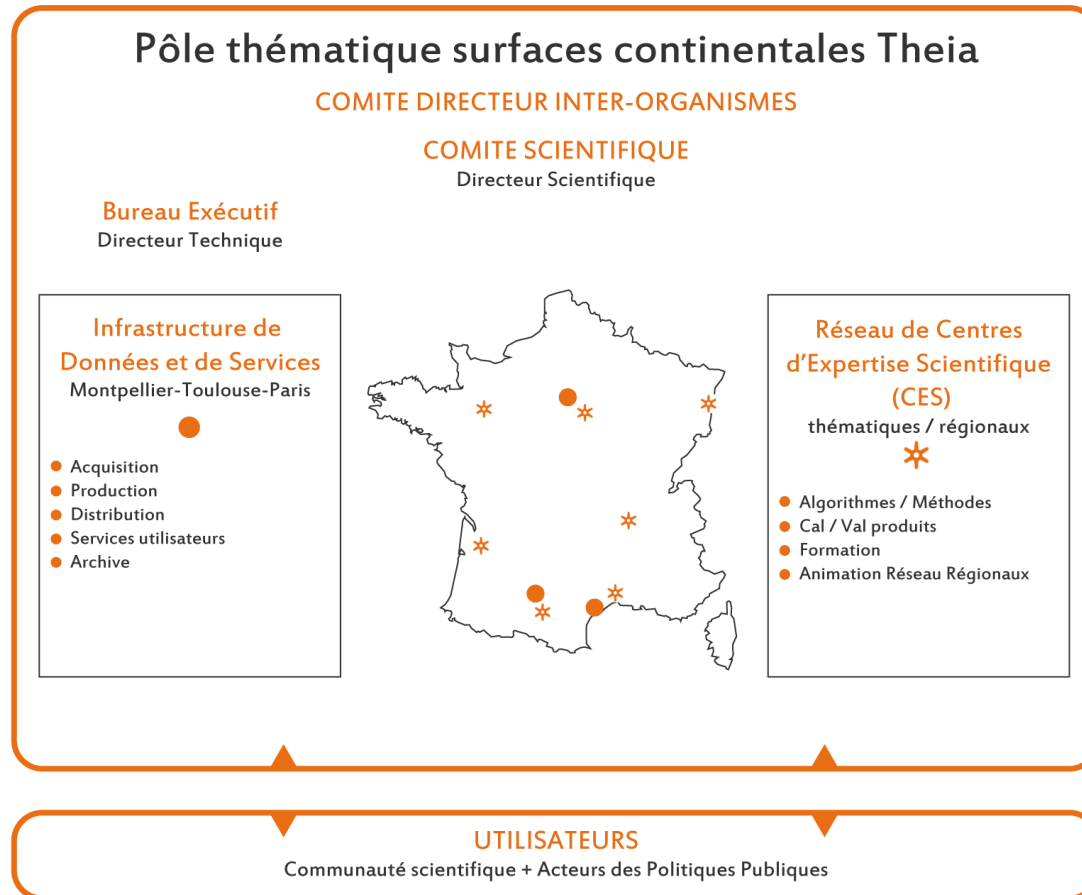 Pôle thématique surfaces continentales Theia
COMITE DIRECTEUR INTER-ORGANISMES
COMITE SCIENTIFIQUE
Directeur Scientifique
Bureau Exécutif
Directeur Technique
Infrastructure de
Données et de Services
Montpellier-Toulouse-Paris
Acquisition
Production
Distribution
Services utilisateurs
Archive
Réseau de Centres
d'Expertise Scientifique
(CES)
thématiques / régionaux
Algorithmes / Méthodes
Cal / Val produits
Formation
Animation Réseau Régionaux
UTILISATEURS
Communauté scientifique + Acteurs des Politiques Publiques